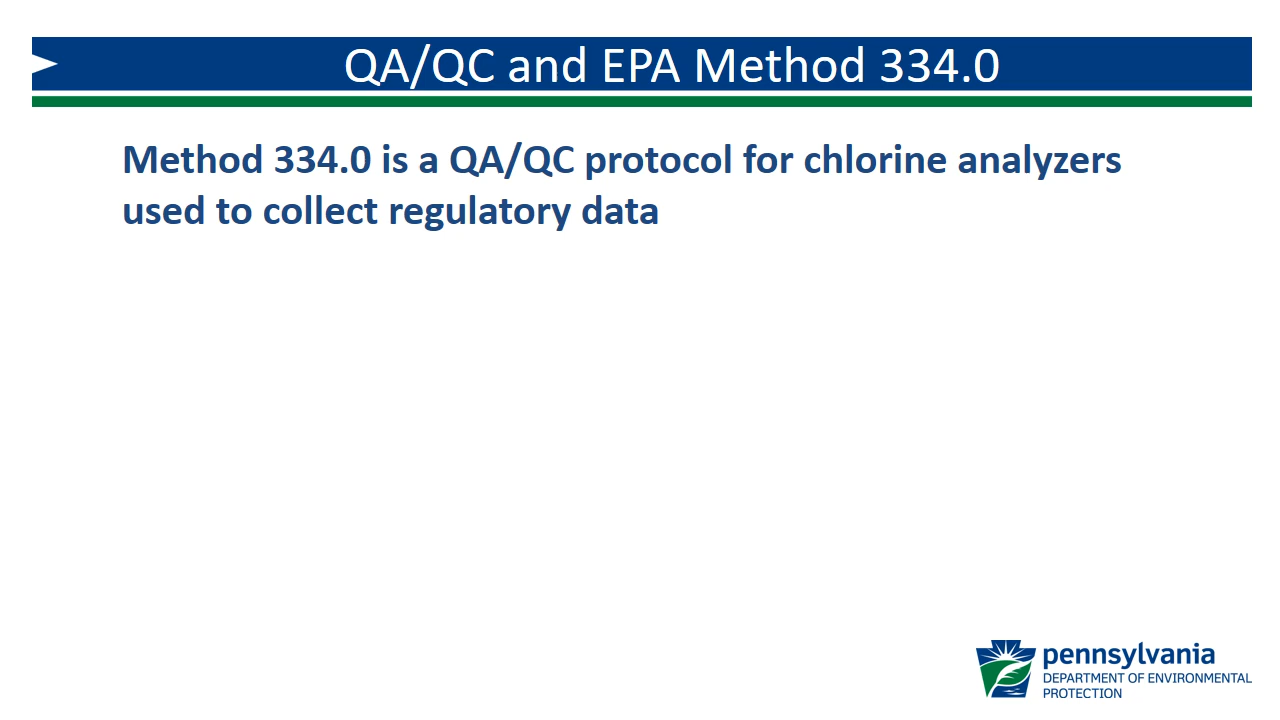 QA/QC and EPA Method 334.0
Method 334.0 is a QA/QC protocol for chlorine analyzers
used to collect regulatory data
pennsylvania
DEPARTMENT OF ENVIRONMENTAL
PROTECTION